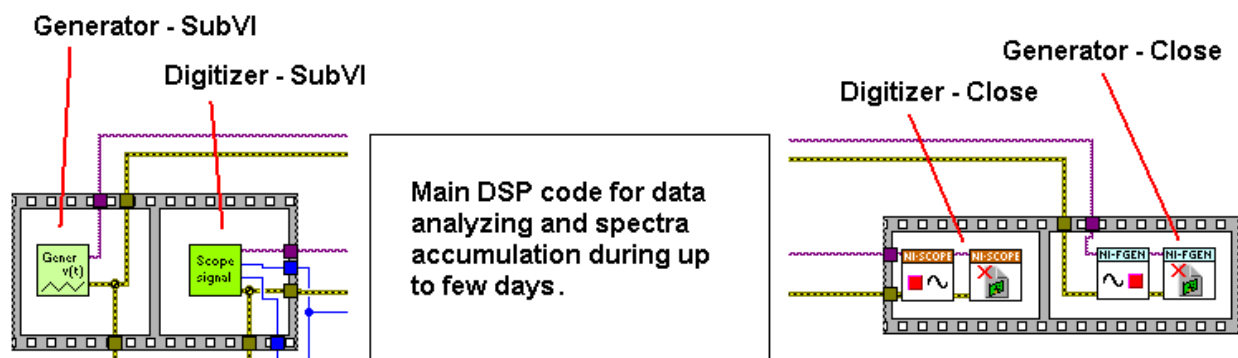 Generator - SubVI
Digitizer - SubVI
Gener
v(t)
Scope
signal
Main DSP code for data
analyzing and spectra
accumulation during up
to few days.
Generator - Close
Digitizer - Close
NI-SCOPE
NI-SCOPE
NI-FGEN
NI-FGEN